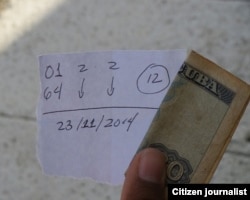 01 2 2 12
64 ↓ ↓
23/11/2014
CUBA
Citizen journalist